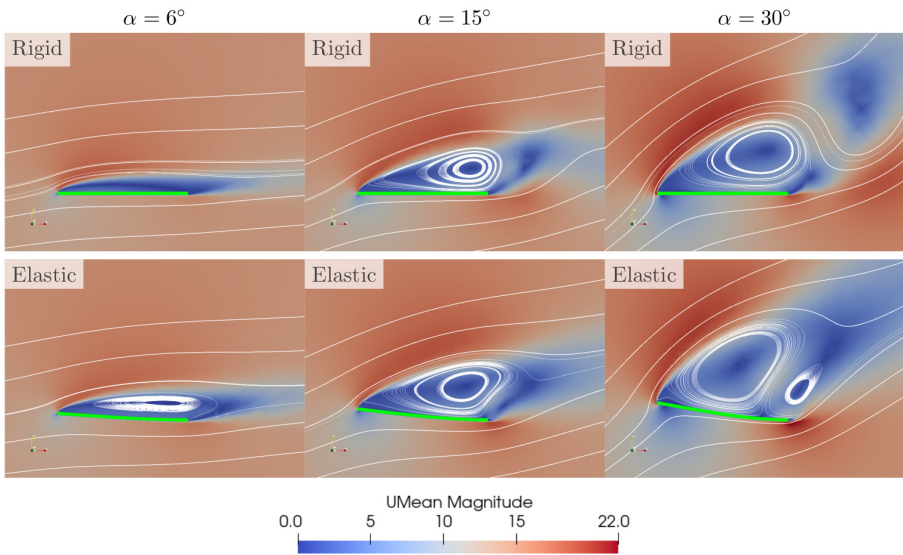 α = 6° α = 15° α = 30°
Rigid Rigid Rigid
Elastic Elastic Elastic
UMean Magnitude
0.0 5 10 15 22.0